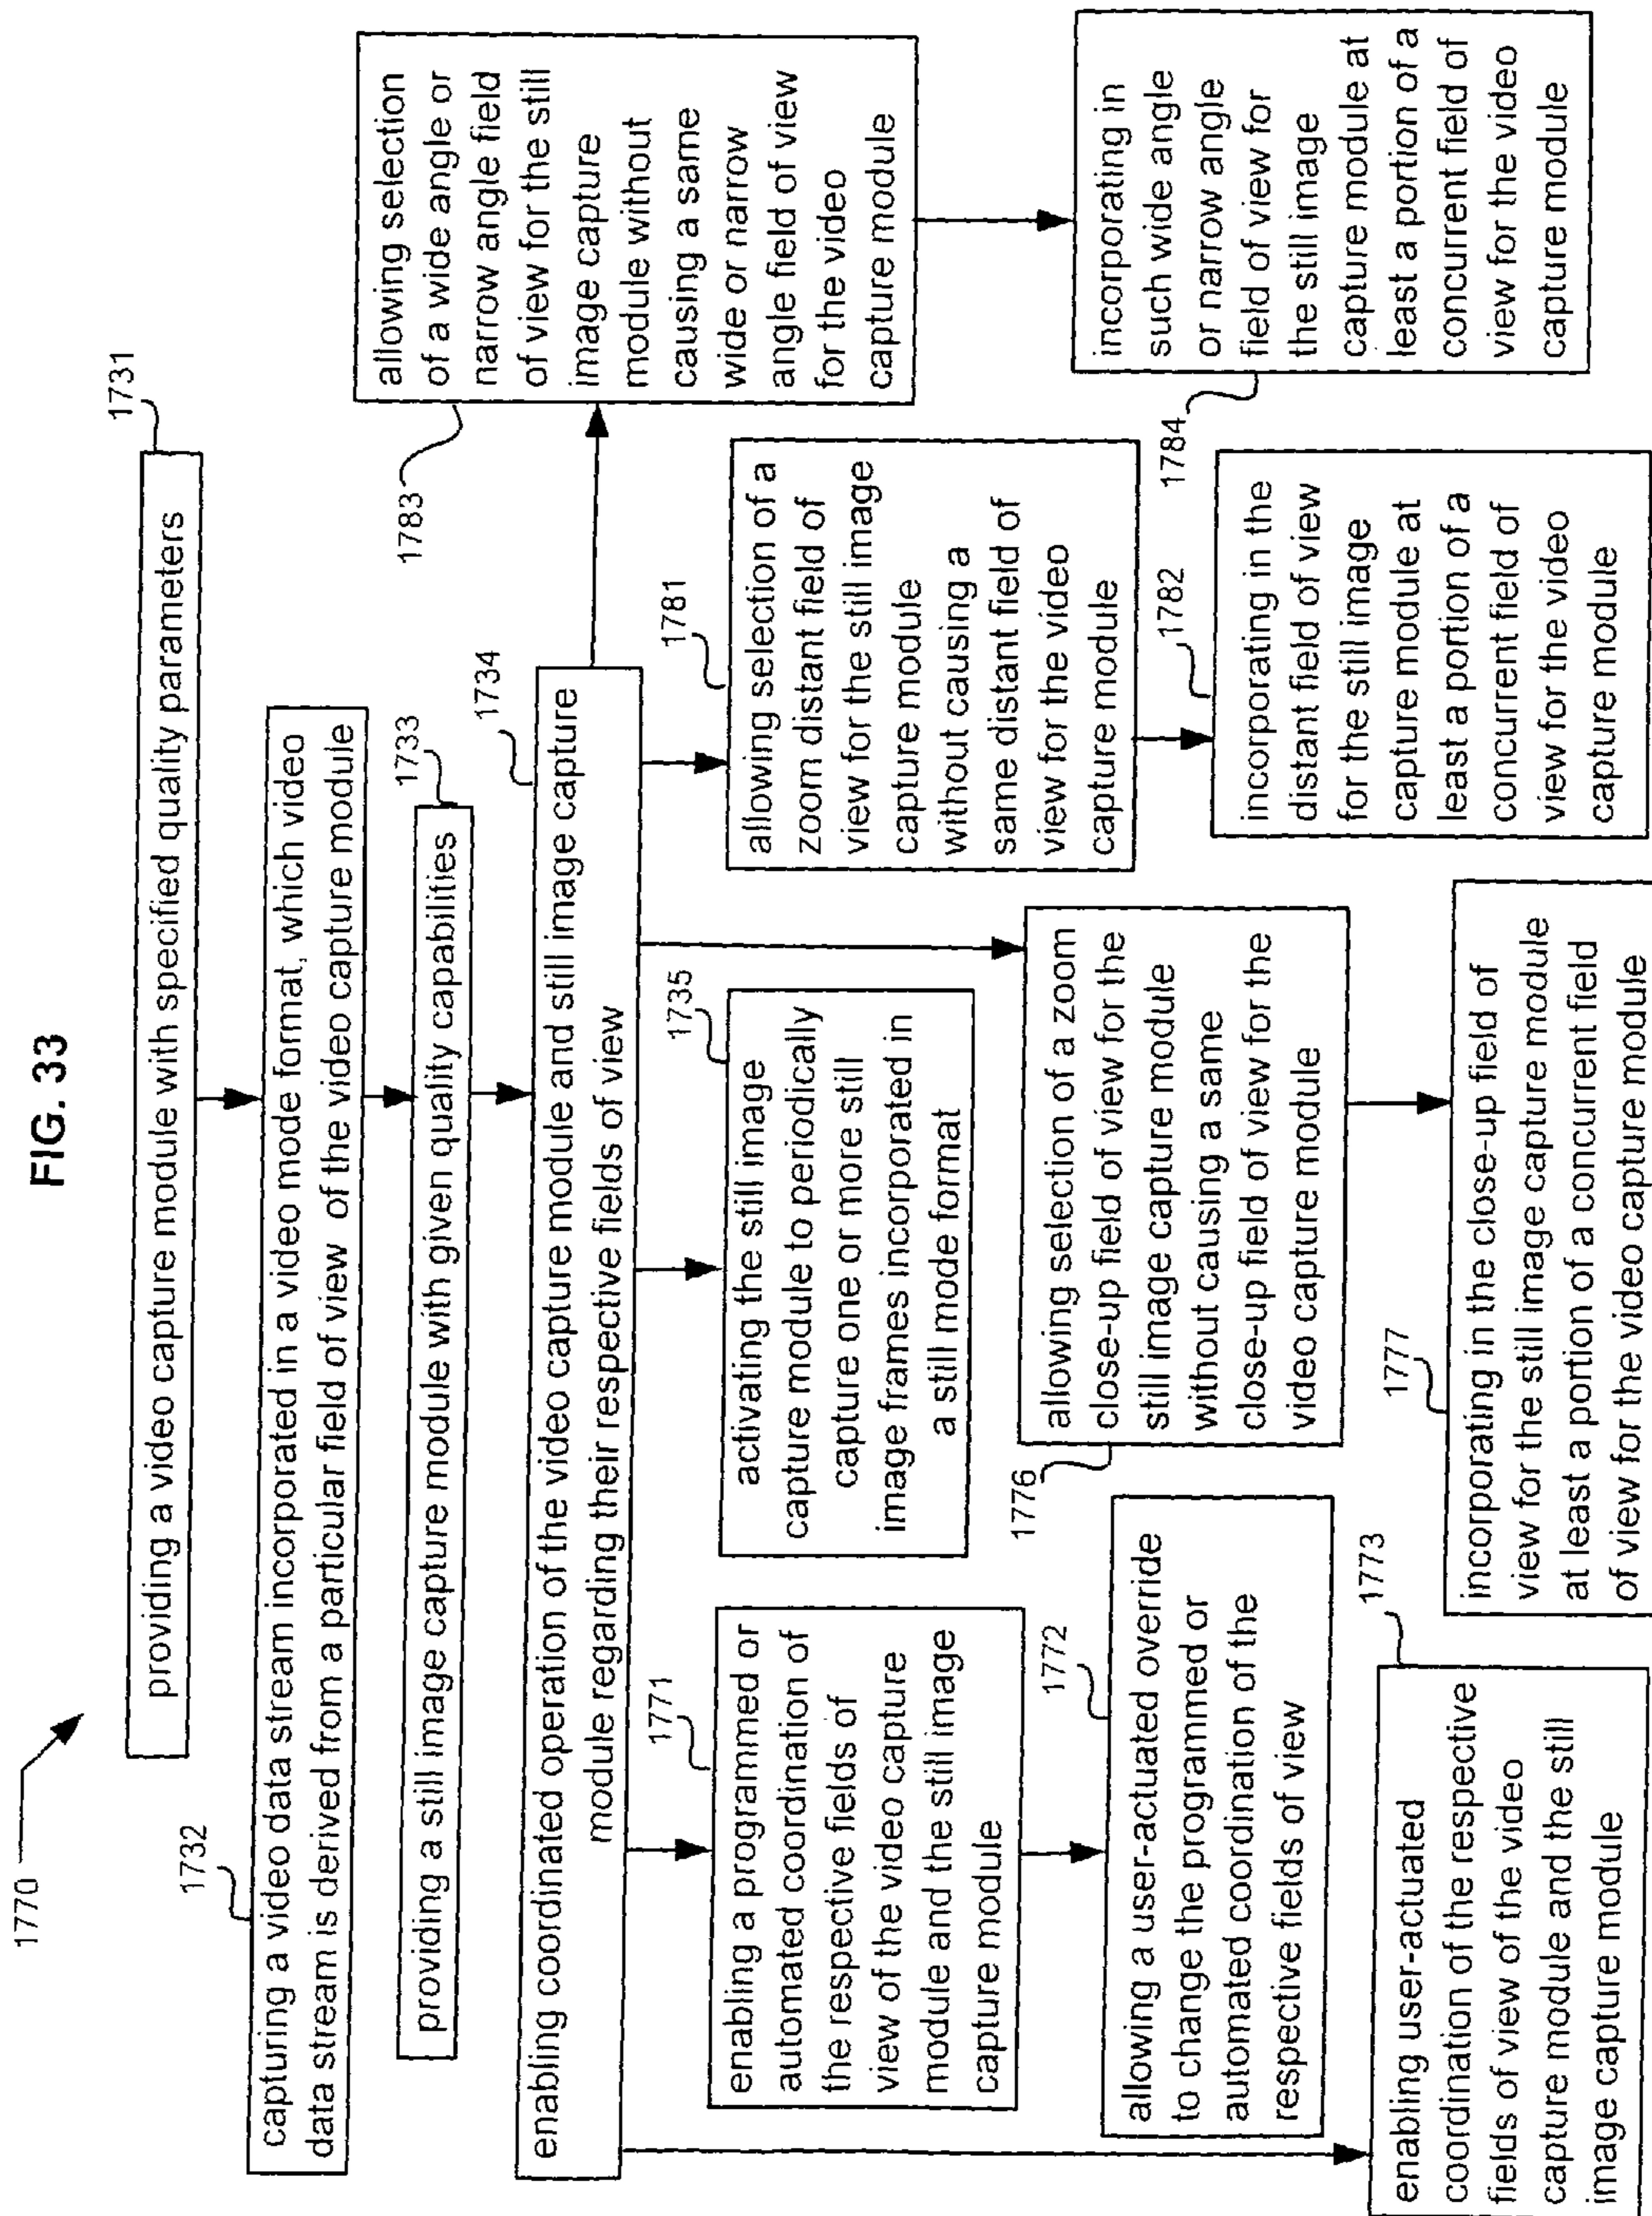 FIG. 33
1770
1731
providing a video capture module with specified quality parameters
1732
capturing a video data stream incorporated in a video mode format, which video
data stream is derived from a particular field of view of the video capture module
1733
providing a still image capture module with given quality capabilities
1734
enabling coordinated operation of the video capture module and still image capture
module regarding their respective fields of view
1771
enabling a programmed or
automated coordination of
the respective fields of
view of the video capture
module and the still image
capture module
1772
allowing a user-actuated override
to change the programmed or
automated coordination of the
respective fields of view
1773
enabling user-actuated
coordination of the respective
fields of view of the video
capture module and the still
image capture module
1735
activating the still image
capture module to periodically
capture one or more still
image frames incorporated in
a still mode format
1776
allowing selection of a zoom
close-up field of view for the
still image capture module
without causing a same
close-up field of view for the
video capture module
1777
incorporating in the close-up field of
view for the still image capture module
at least a portion of a concurrent field
of view for the video capture module
1781
allowing selection of a
zoom distant field of
view for the still image
capture module
without causing a
same distant field of
view for the video
capture module
1782
incorporating in the
distant field of view
for the still image
capture module at
least a portion of a
concurrent field of
view for the video
capture module
1783
allowing selection
of a wide angle or
narrow angle field
of view for the still
image capture
module without
causing a same
wide or narrow
angle field of view
for the video
capture module
1784
incorporating in
such wide angle
or narrow angle
field of view for
the still image
capture module at
least a portion of a
concurrent field of
view for the video
capture module